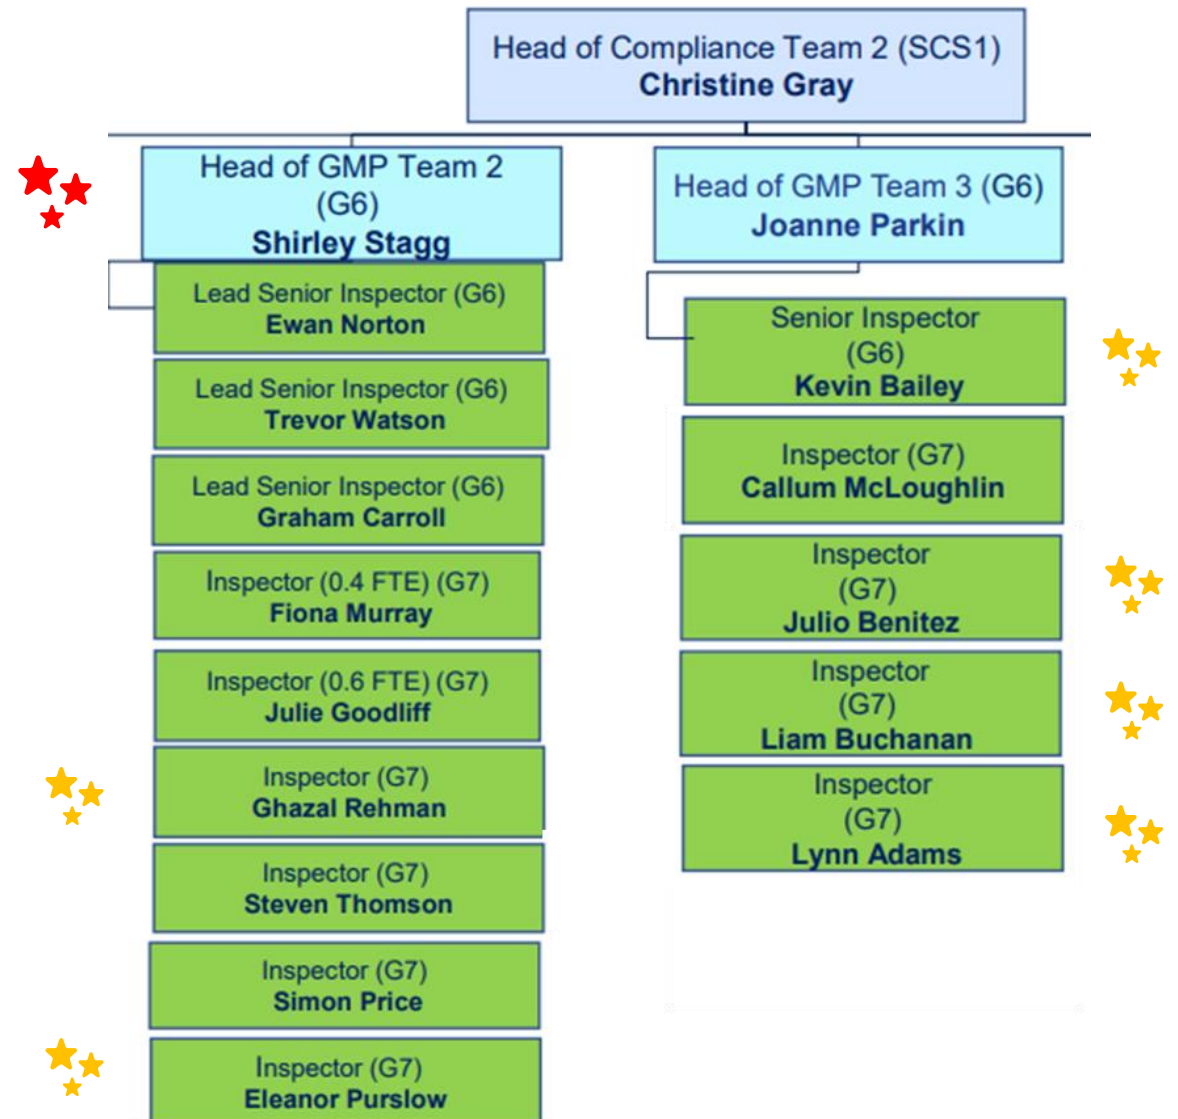 Head of Compliance Team 2 (SCS1)
Christine Gray
Head of GMP Team 2
(G6)
Shirley Stagg
Lead Senior Inspector (G6)
Ewan Norton
Lead Senior Inspector (G6)
Trevor Watson
Lead Senior Inspector (G6)
Graham Carroll
Inspector (0.4 FTE) (G7)
Fiona Murray
Inspector (0.6 FTE) (G7)
Julie Goodliff
Inspector (G7)
Ghazal Rehman
Inspector (G7)
Steven Thomson
Inspector (G7)
Simon Price
Inspector (G7)
Eleanor Purslow
Head of GMP Team 3 (G6)
Joanne Parkin
Senior Inspector
(G6)
Kevin Bailey
Inspector (G7)
Callum McLoughlin
Inspector
(G7)
Julio Benitez
Inspector
(G7)
Liam Buchanan
Inspector
(G7)
Lynn Adams